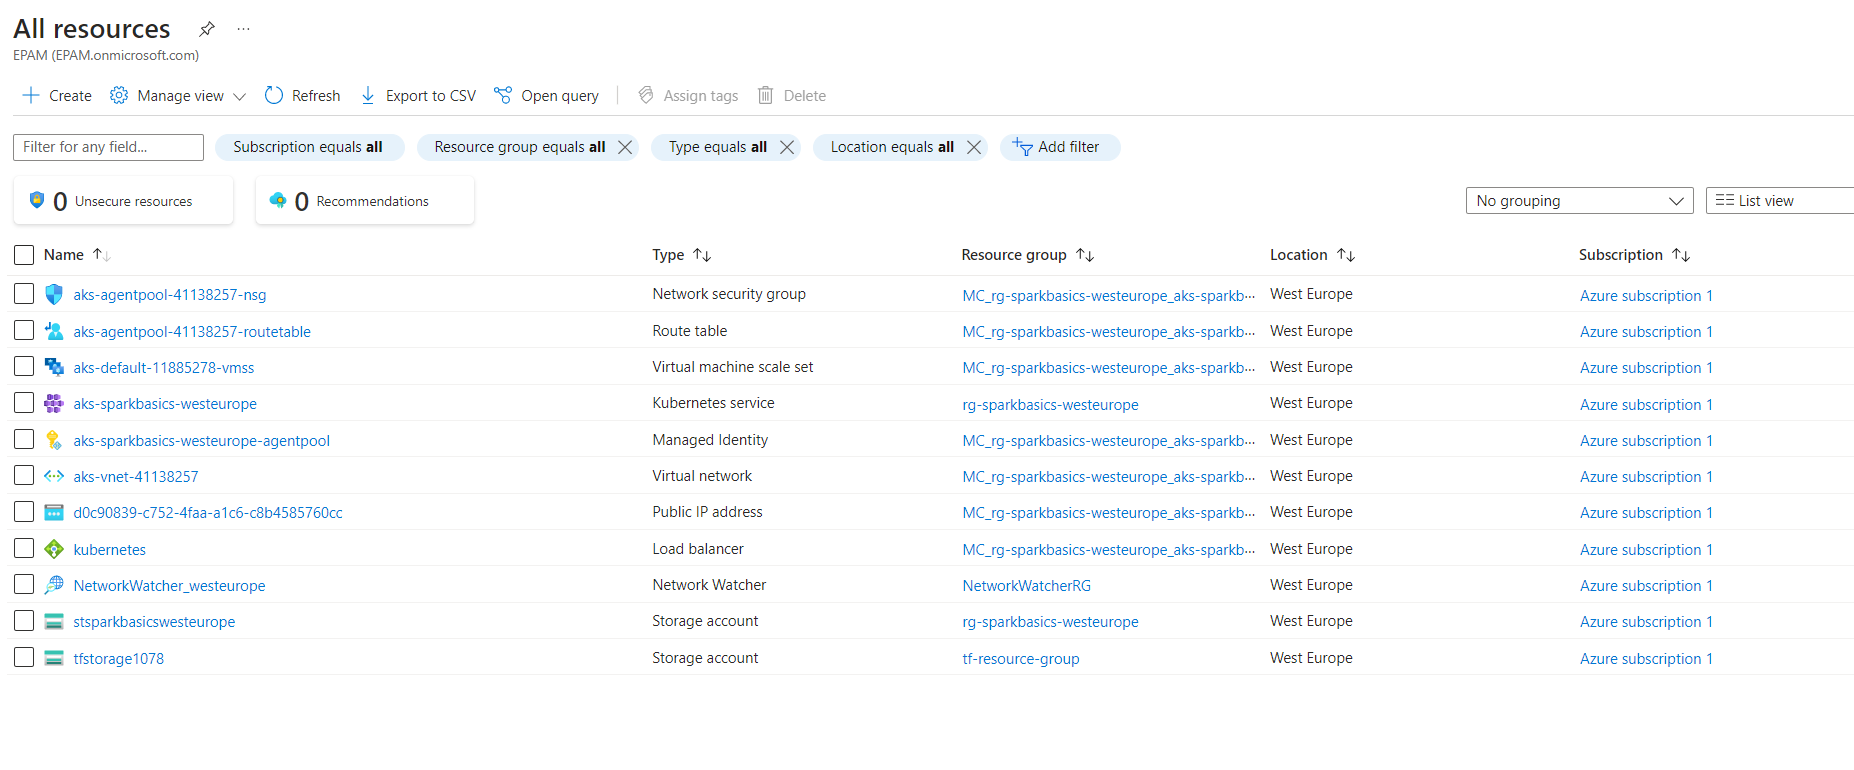 All resources ...
EPAM (EPAM.onmicrosoft.com)
Create Manage view Refresh Export to CSV Open query Assign tags Delete
Filter for any field... Subscription equals all Resource group equals all Type equals all Location equals all Add filter
0 Unsecure resources 0 Recommendations No grouping List view
Name Type Resource group Location Subscription
aks-agentpool-41138257-nsg Network security group MC_rg-sparkbasics-westeurope_aks-sparkb... West Europe Azure subscription 1
aks-agentpool-41138257-routetable Route table MC_rg-sparkbasics-westeurope_aks-sparkb... West Europe Azure subscription 1
aks-default-11885278-vmss Virtual machine scale set MC_rg-sparkbasics-westeurope_aks-sparkb... West Europe Azure subscription 1
aks-sparkbasics-westeurope Kubernetes service rg-sparkbasics-westeurope West Europe Azure subscription 1
aks-sparkbasics-westeurope-agentpool Managed Identity MC_rg-sparkbasics-westeurope_aks-sparkb... West Europe Azure subscription 1
aks-vnet-41138257 Virtual network MC_rg-sparkbasics-westeurope_aks-sparkb... West Europe Azure subscription 1
d0c90839-c752-4faa-a1c6-c8b4585760cc Public IP address MC_rg-sparkbasics-westeurope_aks-sparkb... West Europe Azure subscription 1
kubernetes Load balancer MC_rg-sparkbasics-westeurope_aks-sparkb... West Europe Azure subscription 1
NetworkWatcher_westeurope Network Watcher NetworkWatcherRG West Europe Azure subscription 1
stsparkbasicswesteurope Storage account rg-sparkbasics-westeurope West Europe Azure subscription 1
tfstorage1078 Storage account tf-resource-group West Europe Azure subscription 1